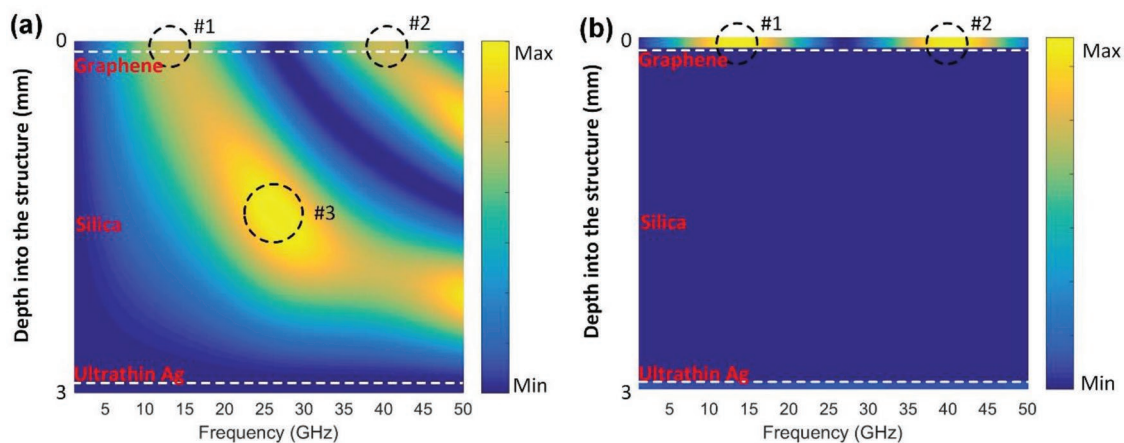 (a)
#1
#2
0
Graphene
Max
Depth into the structure (mm)
Silica
#3
Ultrathin Ag
3
Min
5 10 15 20 25 30 35 40 45 50
Frequency (GHz)
(b)
#1
#2
0
Graphene
Max
Depth into the structure (mm)
Silica
Ultrathin Ag
3
Min
5 10 15 20 25 30 35 40 45 50
Frequency (GHz)